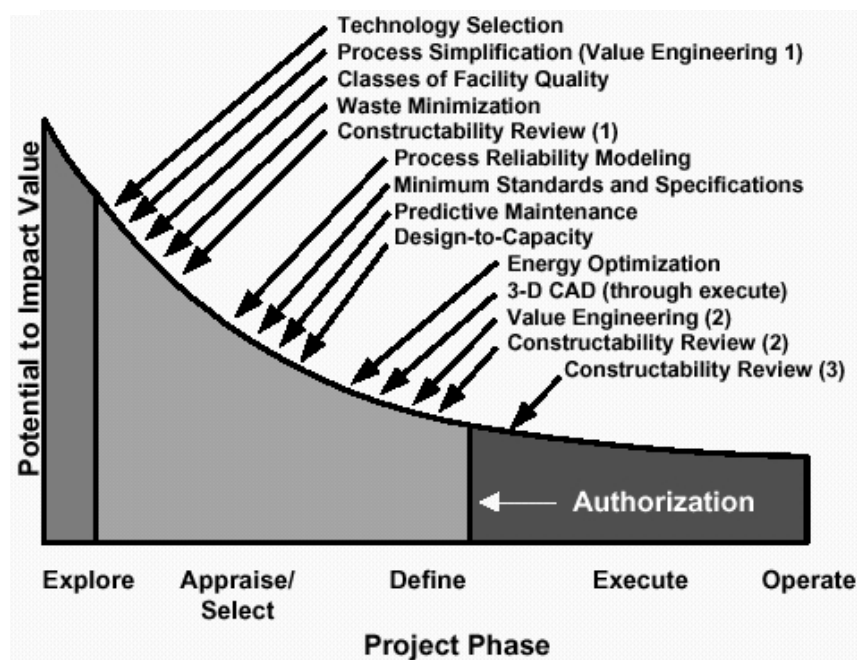 Technology Selection
Process Simplification (Value Engineering 1)
Classes of Facility Quality
Waste Minimization
Constructability Review (1)
Process Reliability Modeling
Minimum Standards and Specifications
Predictive Maintenance
Design-to-Capacity
Energy Optimization
3-D CAD (through execute)
Value Engineering (2)
Constructability Review (2)
Constructability Review (3)
Potential to Impact Value
Authorization
Explore
Appraise/
Select
Define
Execute
Operate
Project Phase